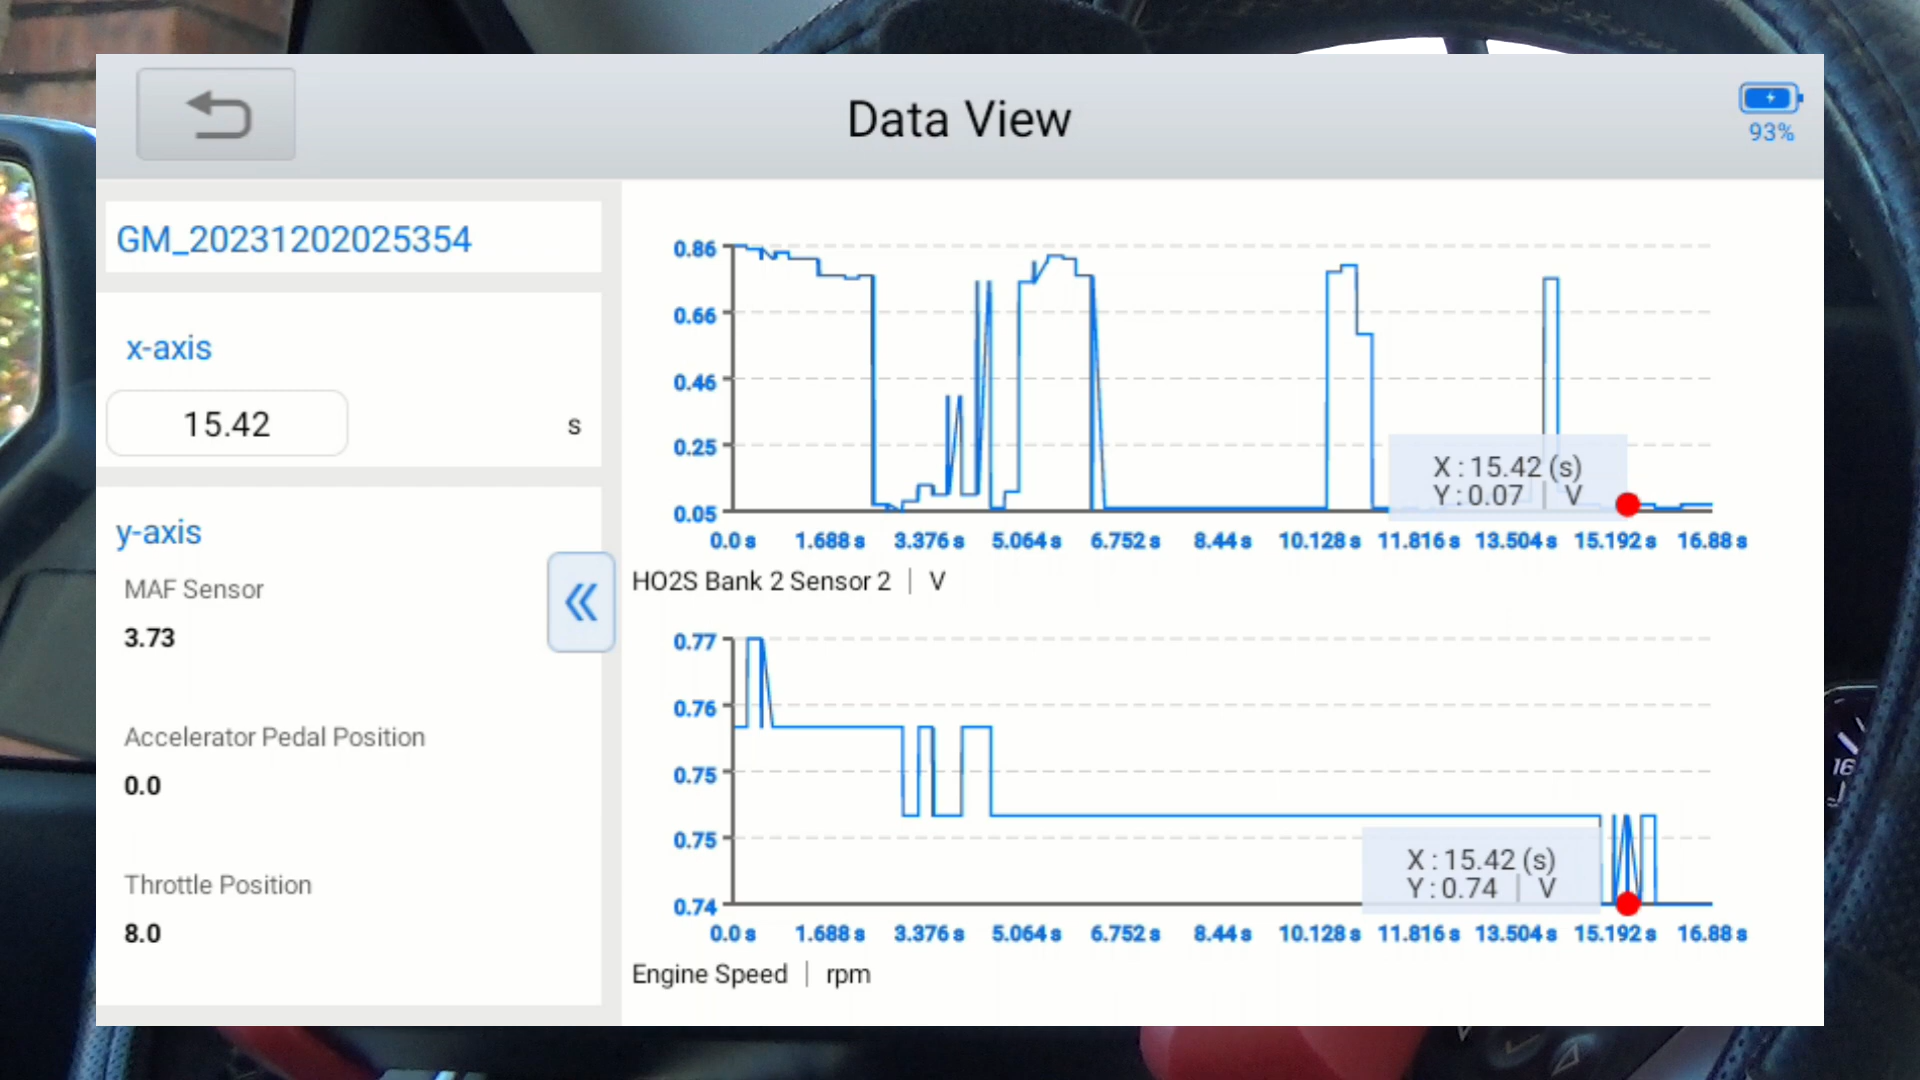 Data View
93%
GM_20231202025354
x-axis
15.42 s
y-axis
MAF Sensor
3.73
Accelerator Pedal Position
0.0
Throttle Position
8.0
0.86
0.66
0.46
0.25
0.05
X : 15.42 (s)
Y : 0.07 | V
0.0 s 1.688 s 3.376 s 5.064 s 6.752 s 8.44 s 10.128 s 11.816 s 13.504 s 15.192 s 16.88 s
HO2S Bank 2 Sensor 2 | V
0.77
0.76
0.75
0.75
0.74
X : 15.42 (s)
Y : 0.74 | V
0.0 s 1.688 s 3.376 s 5.064 s 6.752 s 8.44 s 10.128 s 11.816 s 13.504 s 15.192 s 16.88 s
Engine Speed | rpm
16